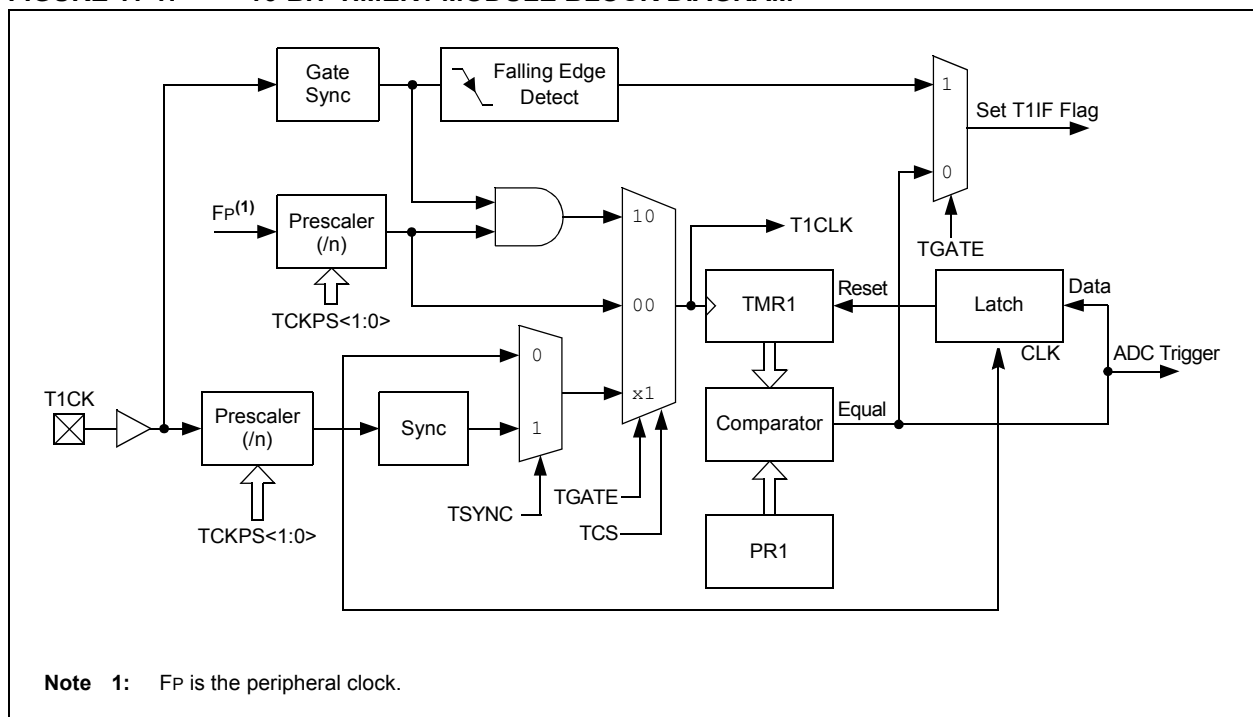 Gate
Sync
Falling Edge
Detect
1
Set T1IF Flag
0
TGATE
FP(1)
Prescaler
(/n)
TCKPS<1:0>
10
00
x1
T1CLK
TMR1
Reset
Latch
Data
CLK
ADC Trigger
T1CK
Prescaler
(/n)
TCKPS<1:0>
Sync
0
1
TSYNC
TGATE
TCS
Comparator
Equal
PR1
Note 1: FP is the peripheral clock.